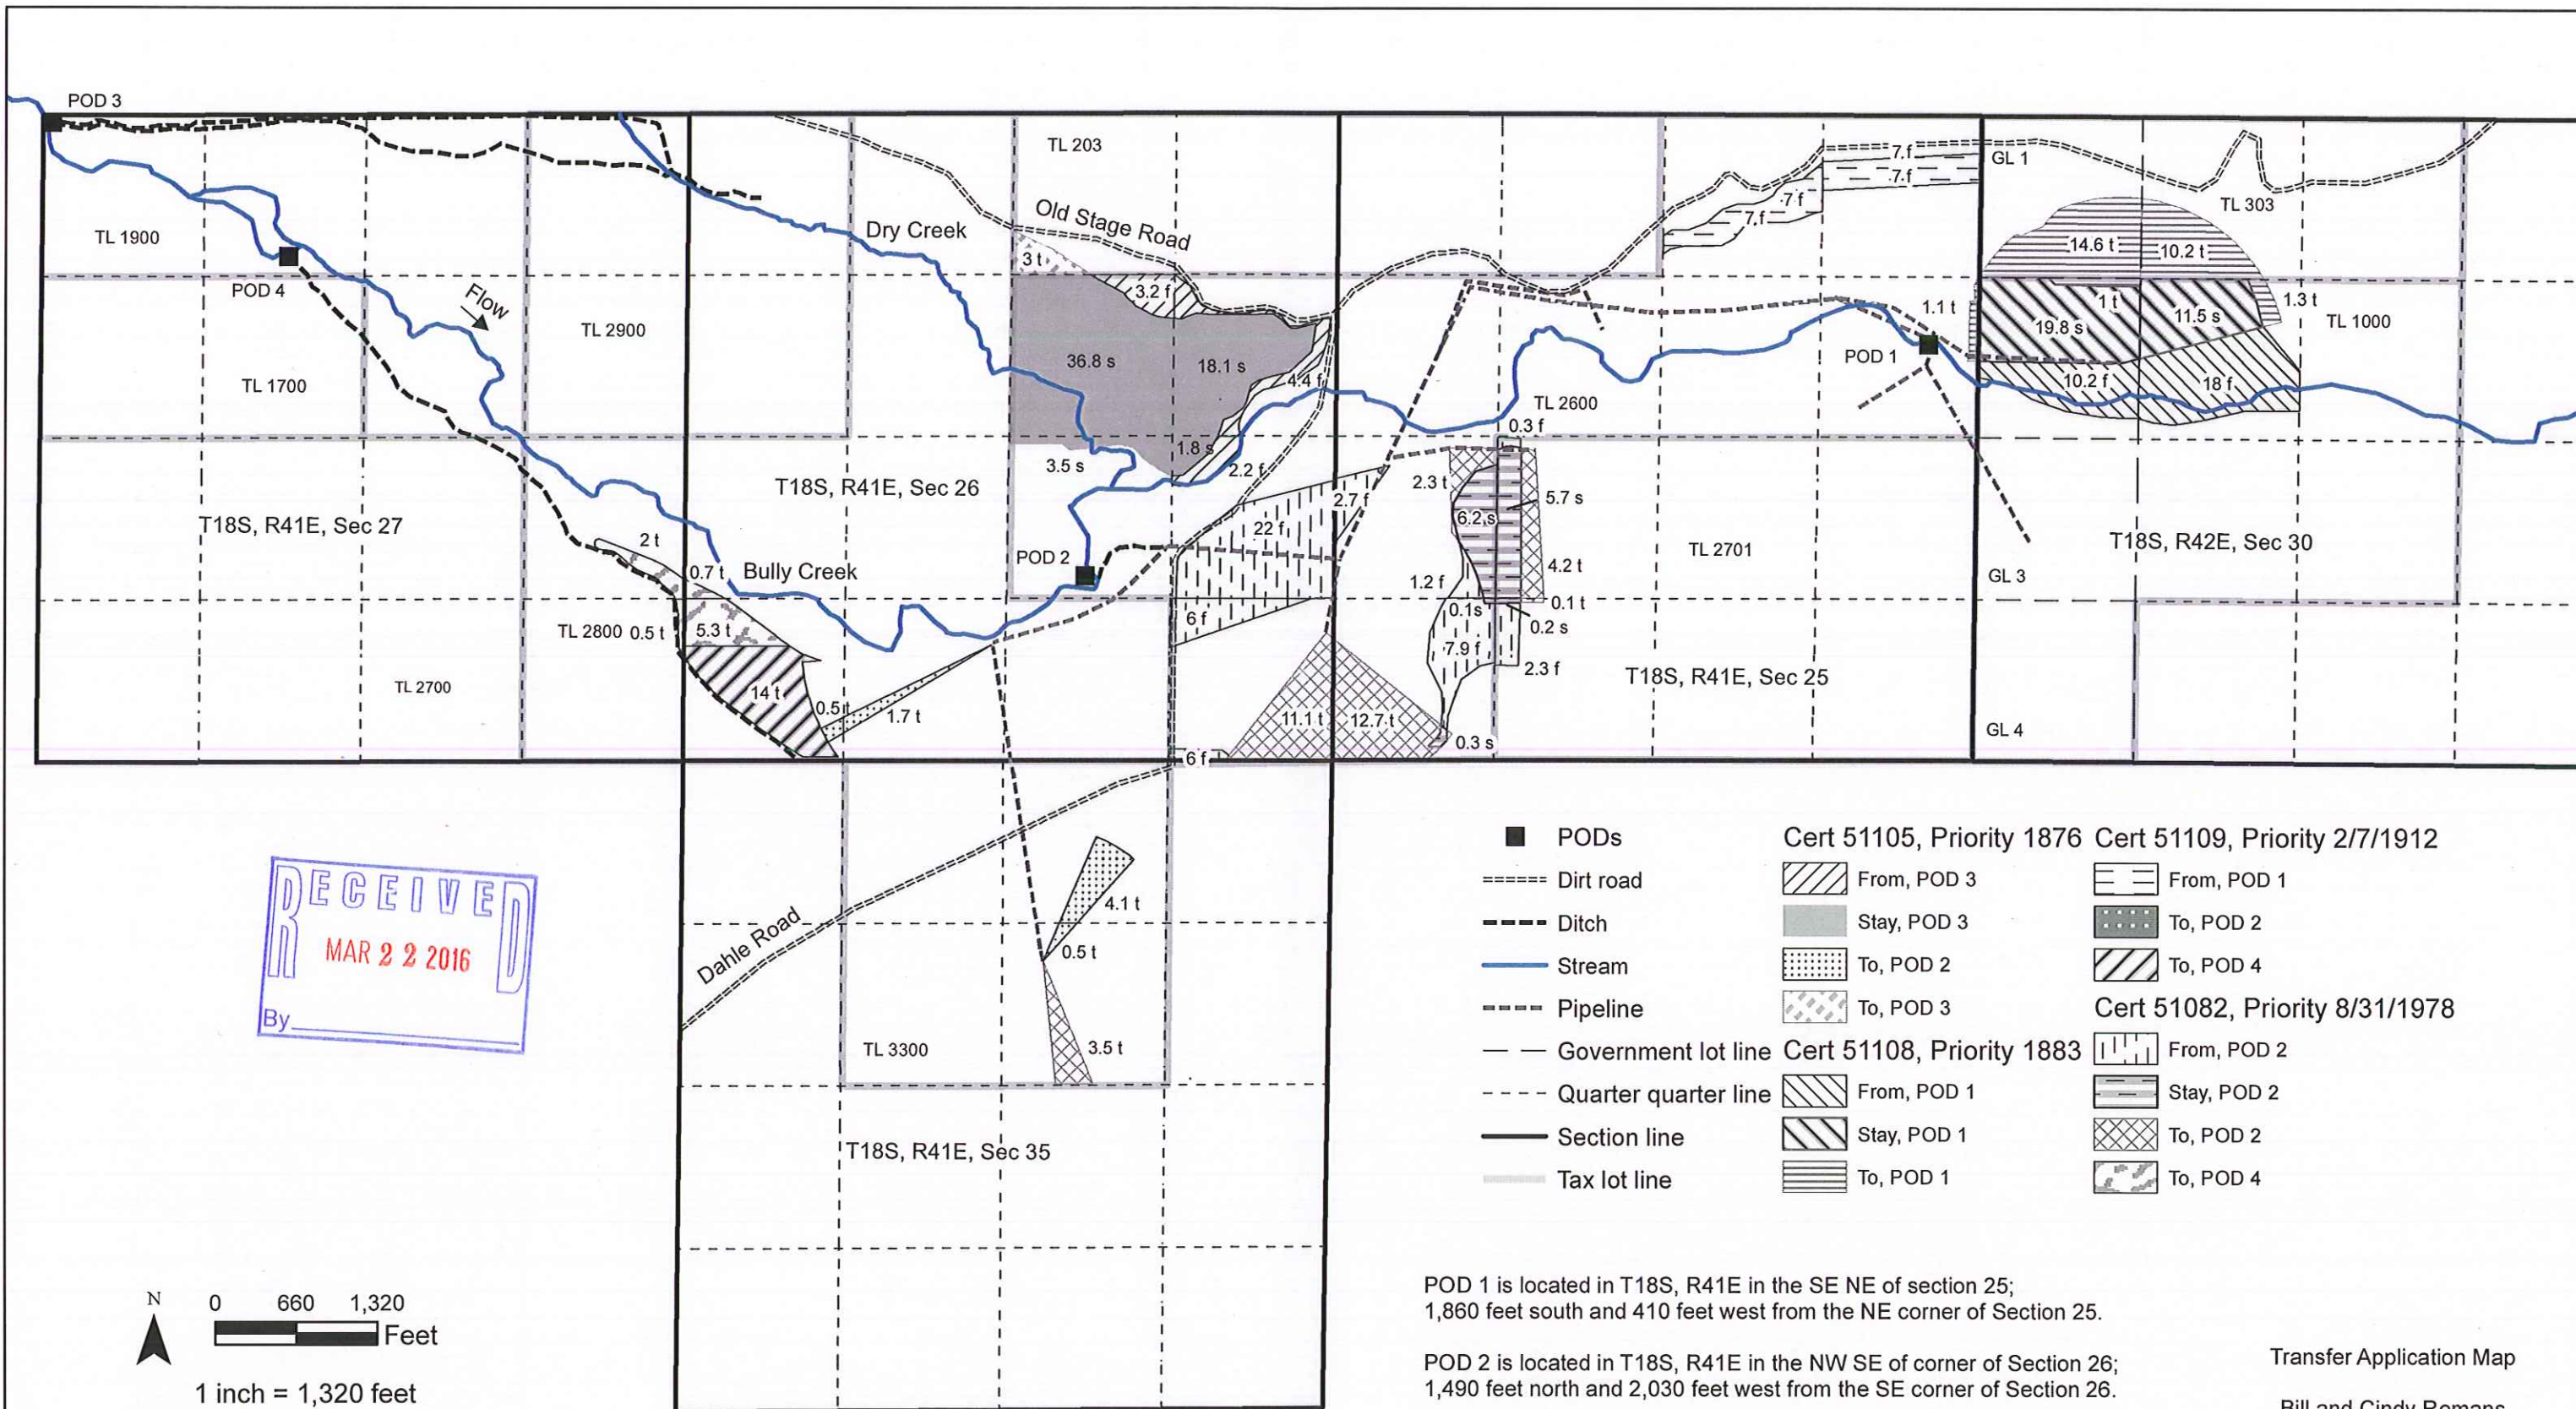 POD 3
TL 203
GL 1
7.f
7.f
7.f
7.f
TL 303
TL 1900
Dry Creek
Old Stage Road
14.6 t
10.2 t
3 t
3.2 f
POD 4
Flow
TL 2900
1.1 t
1 t
1.3 t
19.8 s
11.5 s
TL 1000
36.8 s
18.1 s
POD 1
TL 1700
4.4 f
10.2 f
18 f
TL 2600
0.3 f
1.8 s
3.5 s
2.2 f
T18S, R41E, Sec 26
2.3 t
2.7 f
5.7 s
6.2 s
T18S, R41E, Sec 27
22 f
2 t
T18S, R42E, Sec 30
TL 2701
POD 2
0.7 t
Bully Creek
4.2 t
1.2 f
GL 3
0.1s
0.1 t
6 f
0.2 s
TL 2800
0.5 t
5.3 t
7.9 f
2.3 f
T18S, R41E, Sec 25
TL 2700
14 t
0.5 t
1.7 t
11.1 t
12.7 t
0.3 s
GL 4
6 f
RECEIVED
MAR 22 2016
By
4.1 t
Dahle Road
0.5 t
3.5 t
TL 3300
T18S, R41E, Sec 35
PODs
Dirt road
Ditch
Stream
Pipeline
Government lot line
Quarter quarter line
Section line
Tax lot line
Cert 51105, Priority 1876
From, POD 3
Stay, POD 3
To, POD 2
To, POD 3
Cert 51108, Priority 1883
From, POD 1
Stay, POD 1
To, POD 1
Cert 51109, Priority 2/7/1912
From, POD 1
To, POD 2
To, POD 4
Cert 51082, Priority 8/31/1978
From, POD 2
Stay, POD 2
To, POD 2
To, POD 4
N
0 660 1,320
Feet
1 inch = 1,320 feet
POD 1 is located in T18S, R41E in the SE NE of section 25;
1,860 feet south and 410 feet west from the NE corner of Section 25.
POD 2 is located in T18S, R41E in the NW SE of corner of Section 26;
1,490 feet north and 2,030 feet west from the SE corner of Section 26.
Transfer Application Map
Bill and Cindy Romans